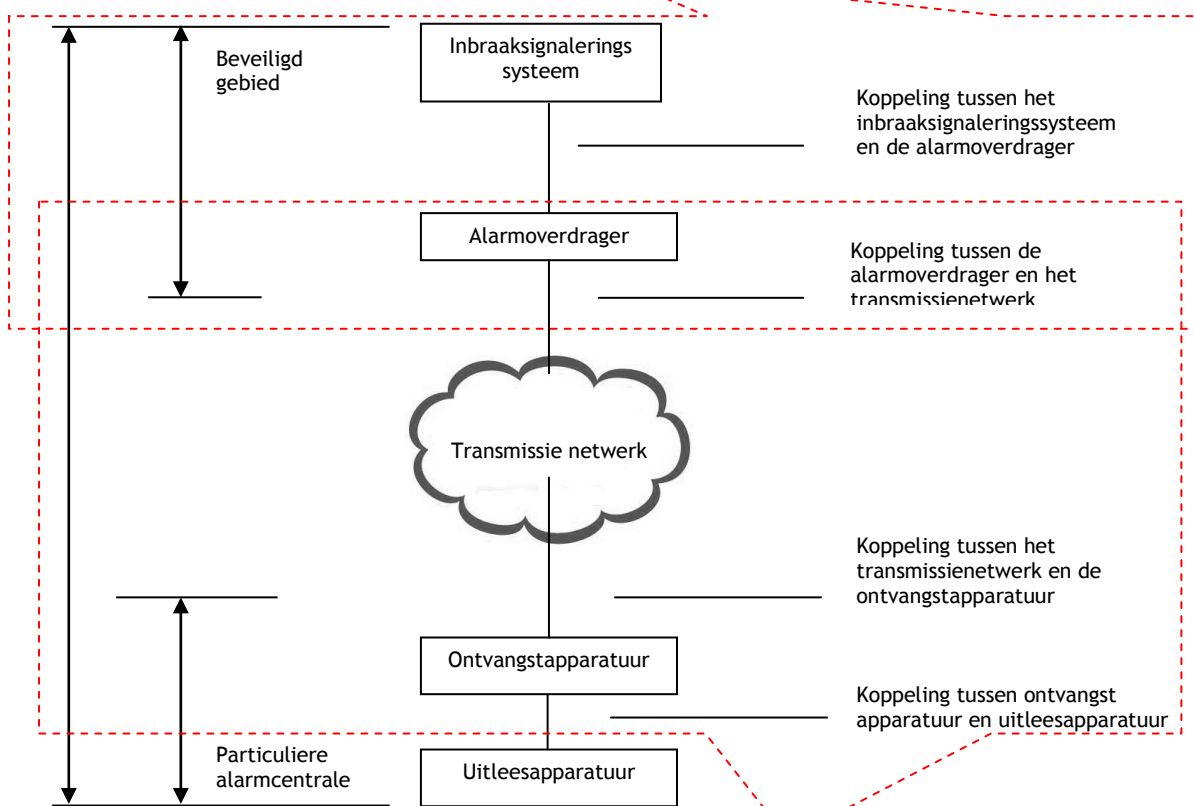 Beveiligd
gebied
Inbraaksignalerings
systeem
Koppeling tussen het
inbraaksignaleringssysteem
en de alarmoverdrager
Alarmoverdrager
Koppeling tussen de
alarmoverdrager en het
transmissienetwerk
Transmissie netwerk
Koppeling tussen het
transmissienetwerk en de
ontvangstapparatuur
Ontvangstapparatuur
Koppeling tussen ontvangst
apparatuur en uitleesapparatuur
Particuliere
alarmcentrale
Uitleesapparatuur